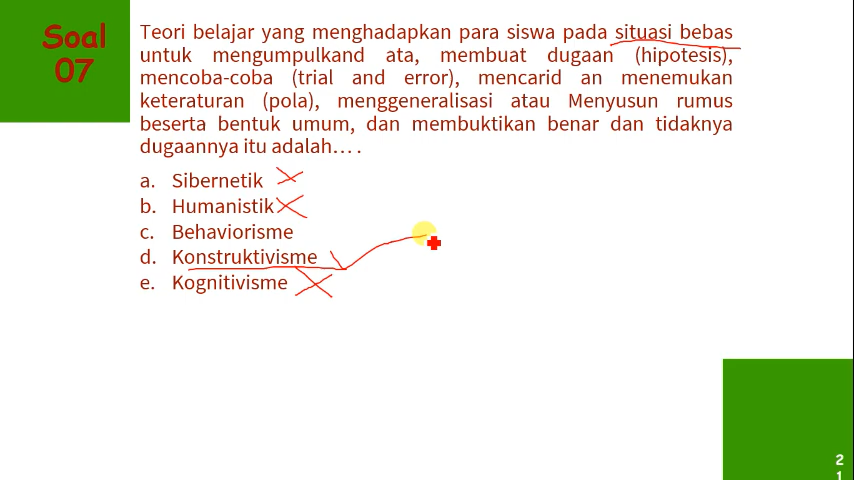 Soal
07
Teori belajar yang menghadapkan para siswa pada situasi bebas
untuk mengumpulkand ata, membuat dugaan (hipotesis),
mencoba-coba (trial and error), mencarid an menemukan
keteraturan (pola), menggeneralisasi atau Menyusun rumus
beserta bentuk umum, dan membuktikan benar dan tidaknya
dugaannya itu adalah….
a. Sibernetik
b. Humanistik
c. Behaviorisme
d. Konstruktivisme
e. Kognitivisme
2
1